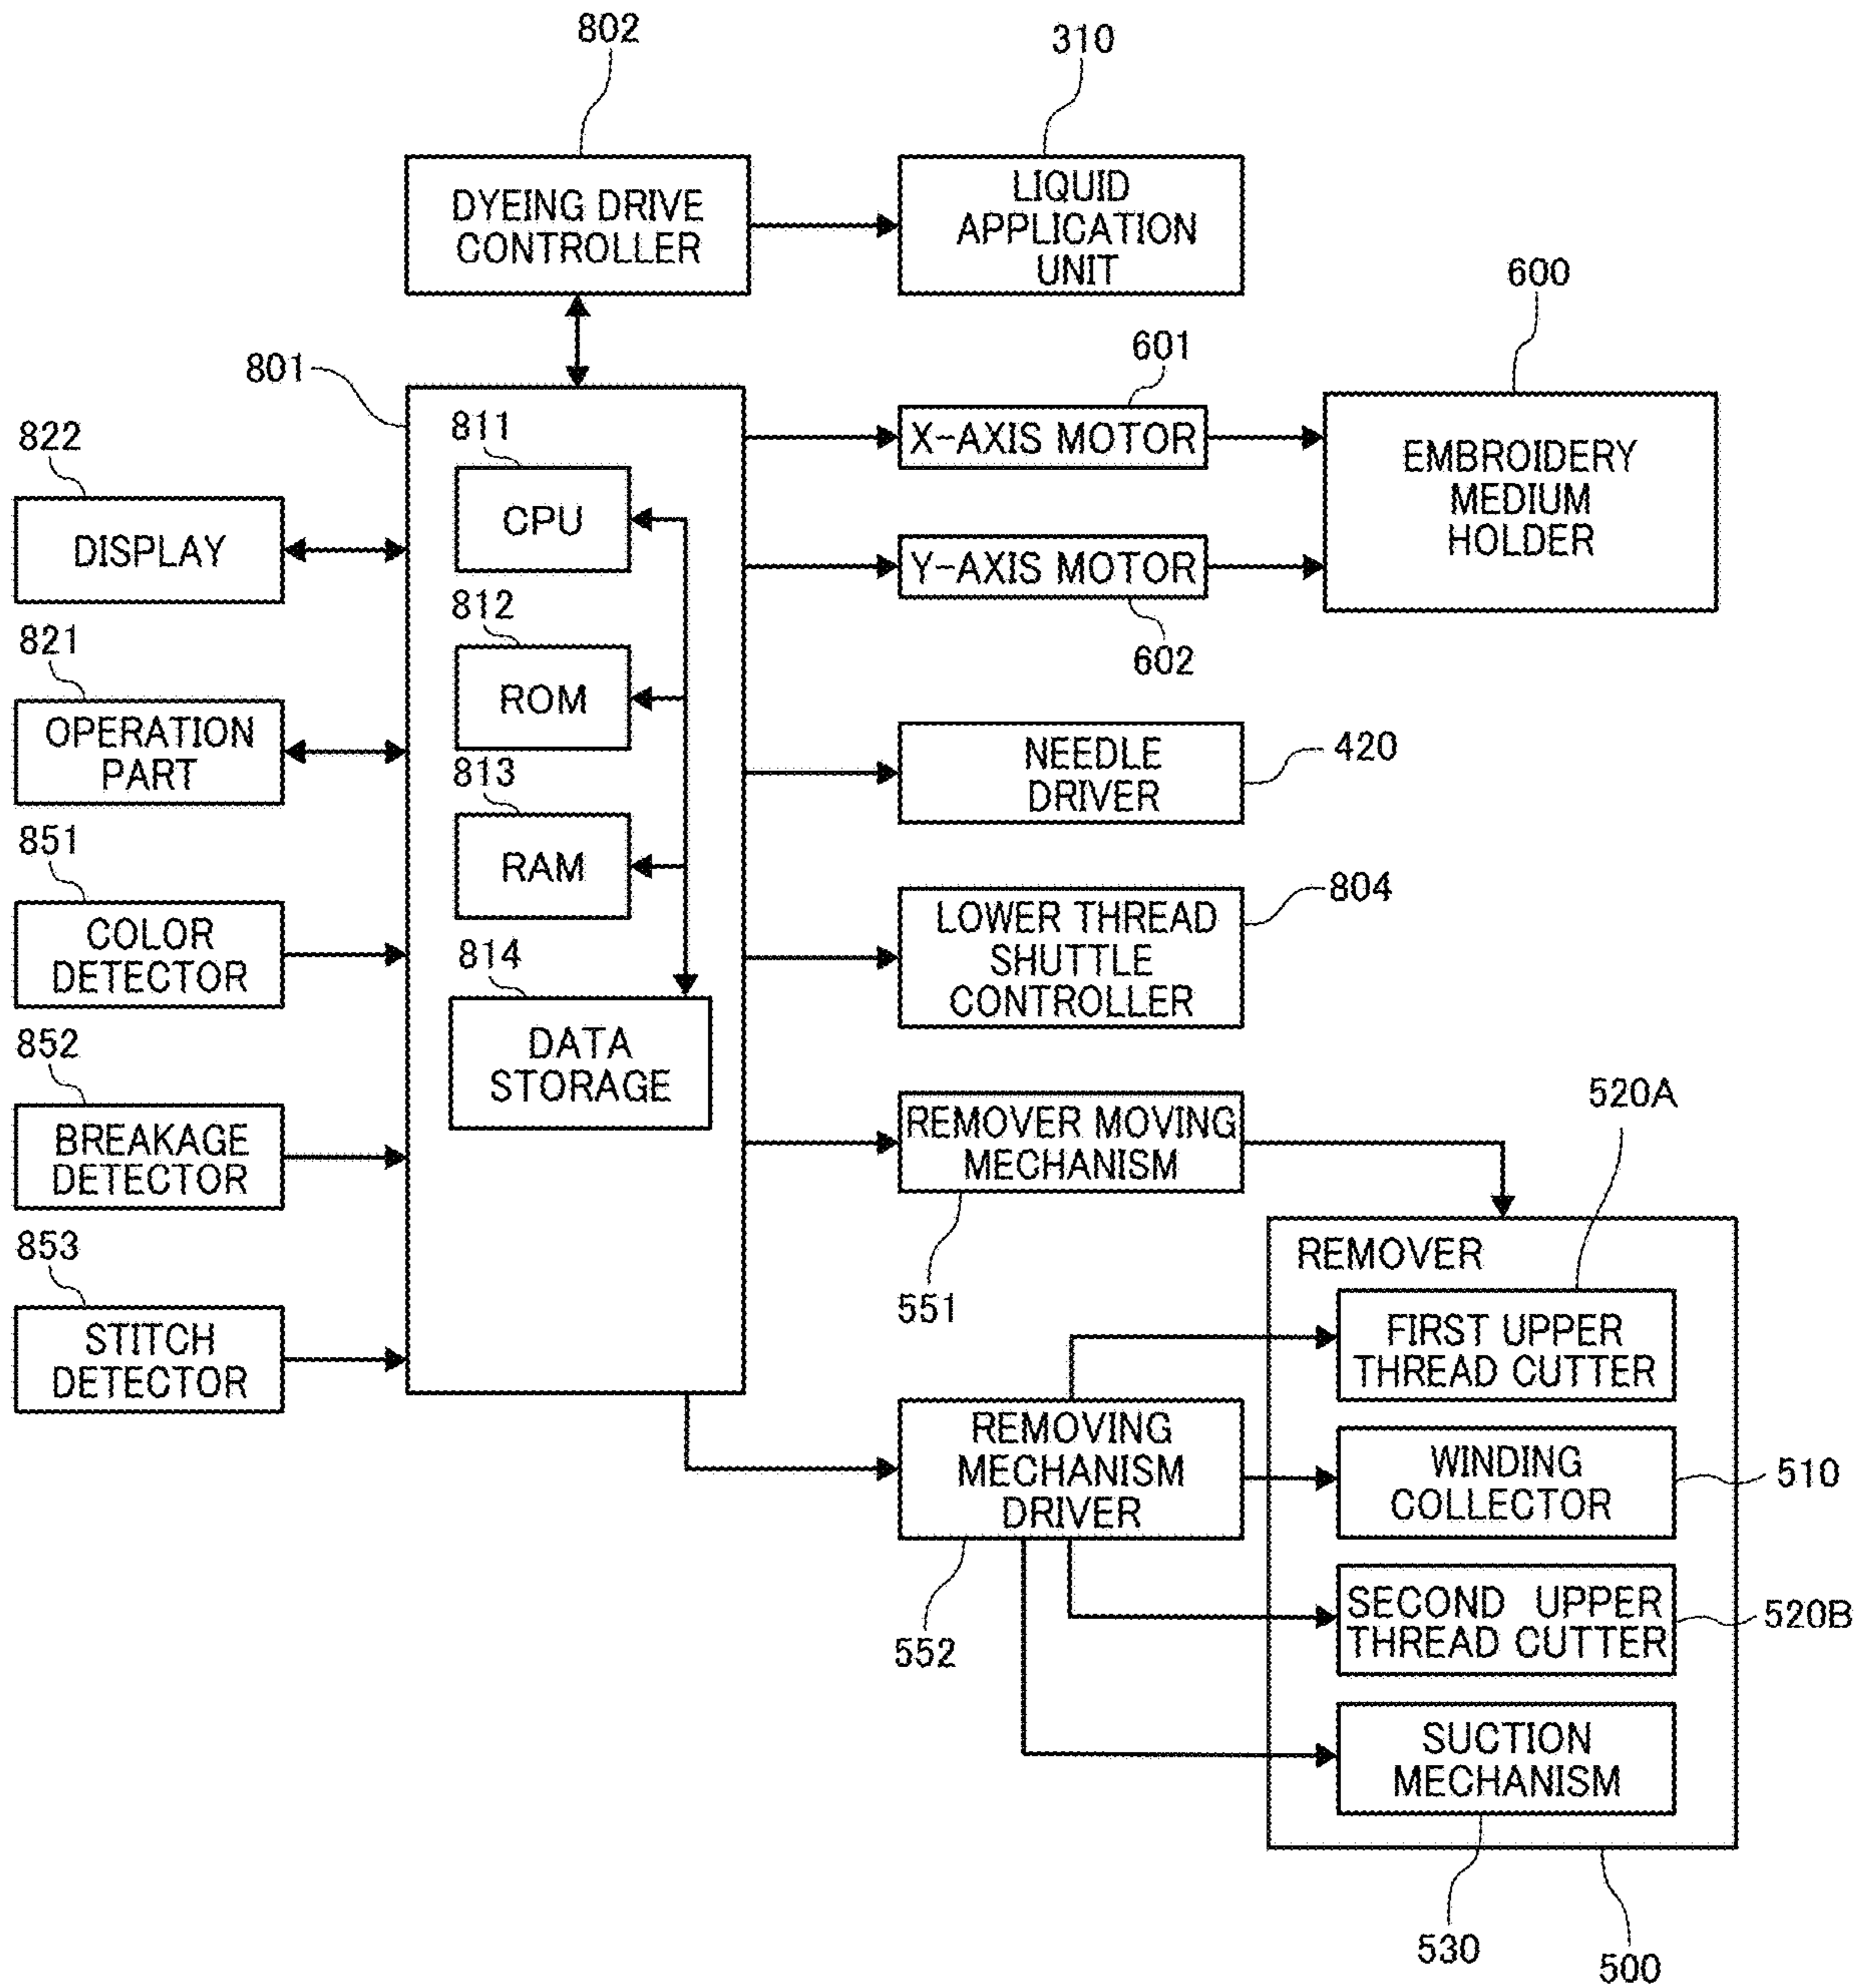 802
310
DYEING DRIVE
CONTROLLER
LIQUID
APPLICATION
UNIT
600
801
601
822
811
X-AXIS MOTOR
EMBROIDERY
MEDIUM
HOLDER
DISPLAY
CPU
Y-AXIS MOTOR
602
821
812
OPERATION
PART
ROM
NEEDLE
DRIVER
420
813
851
RAM
804
COLOR
DETECTOR
LOWER THREAD
SHUTTLE
CONTROLLER
814
852
DATA
STORAGE
520A
BREAKAGE
DETECTOR
REMOVER MOVING
MECHANISM
853
551
REMOVER
STITCH
DETECTOR
FIRST UPPER
THREAD CUTTER
REMOVING
MECHANISM
DRIVER
WINDING
COLLECTOR
510
552
SECOND UPPER
THREAD CUTTER
520B
SUCTION
MECHANISM
530
500